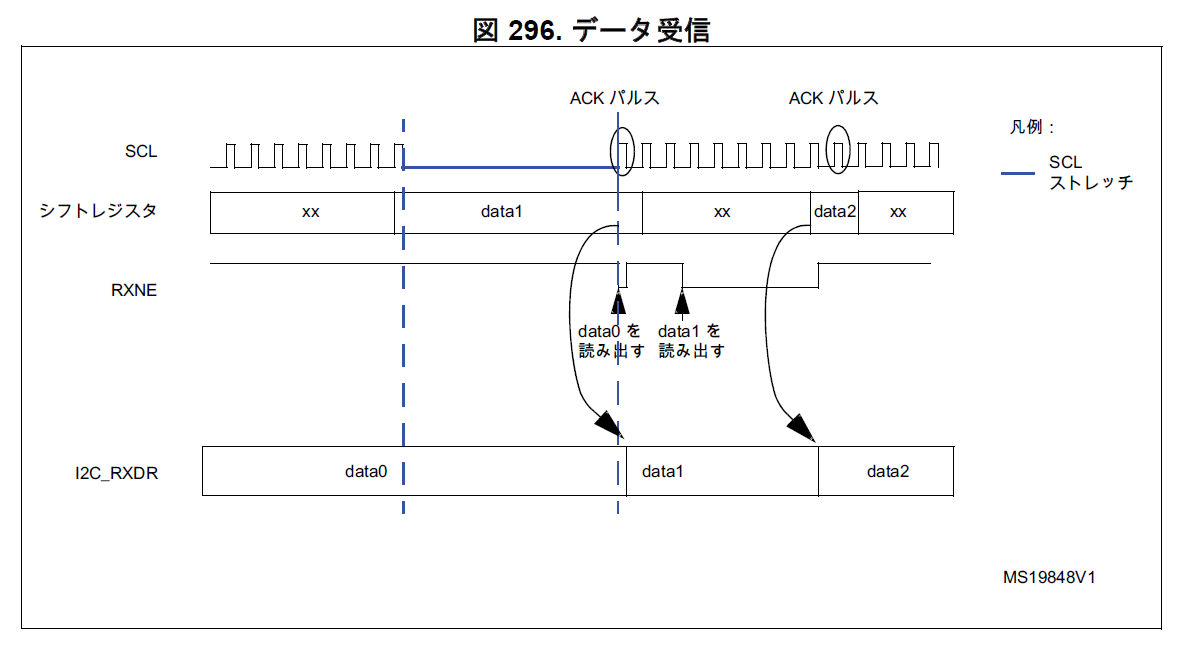 図 296. データ受信
ACK パルス
ACK パルス
凡例：
SCL
SCL
ストレッチ
シフトレジスタ
xx
data1
xx
data2
xx
RXNE
data0 を
読み出す
data1 を
読み出す
I2C_RXDR
data0
data1
data2
MS19848V1